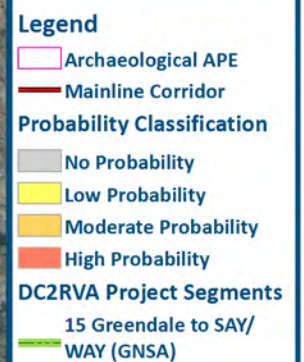 Legend
Archaeological APE
Mainline Corridor
Probability Classification
No Probability
Low Probability
Moderate Probability
High Probability
DC2RVA Project Segments
15 Greendale to SAY/
WAY (GNSA)